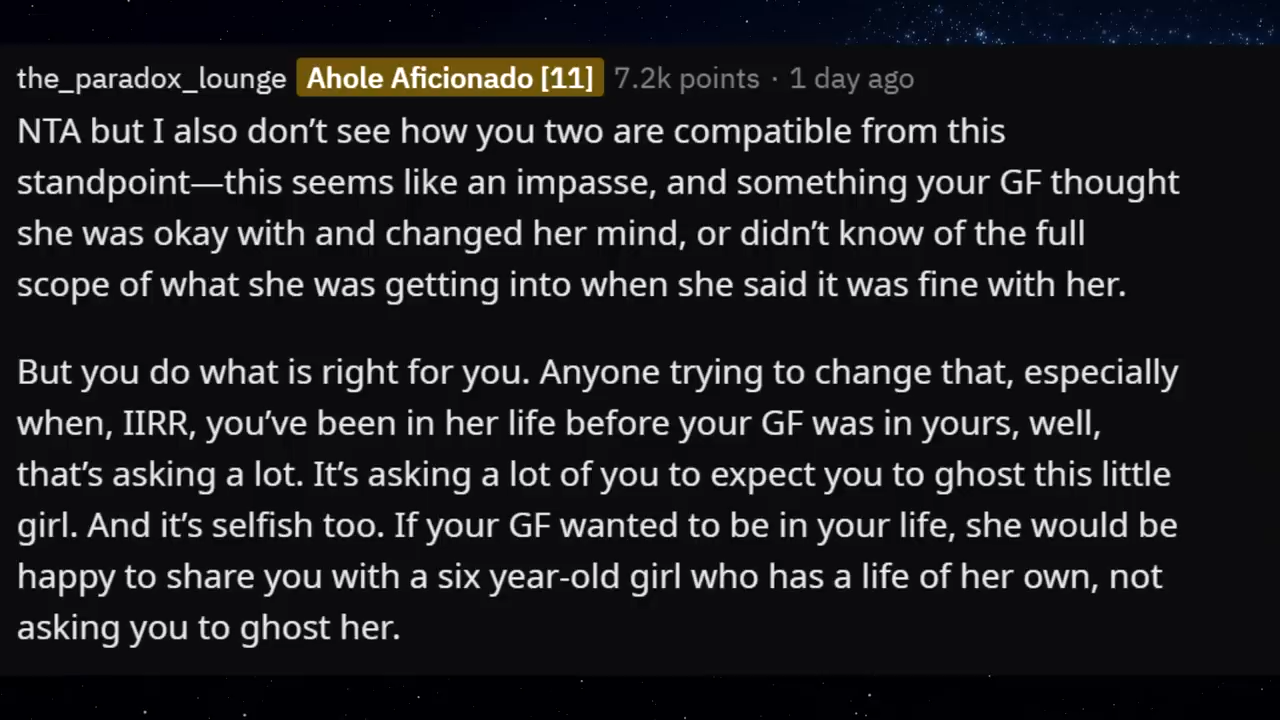 the_paradox_lounge Ahole Aficionado [11] 7.2k points · 1 day ago
NTA but I also don’t see how you two are compatible from this
standpoint—this seems like an impasse, and something your GF thought
she was okay with and changed her mind, or didn’t know of the full
scope of what she was getting into when she said it was fine with her.
But you do what is right for you. Anyone trying to change that, especially
when, IIRR, you’ve been in her life before your GF was in yours, well,
that’s asking a lot. It’s asking a lot of you to expect you to ghost this little
girl. And it’s selfish too. If your GF wanted to be in your life, she would be
happy to share you with a six year-old girl who has a life of her own, not
asking you to ghost her.